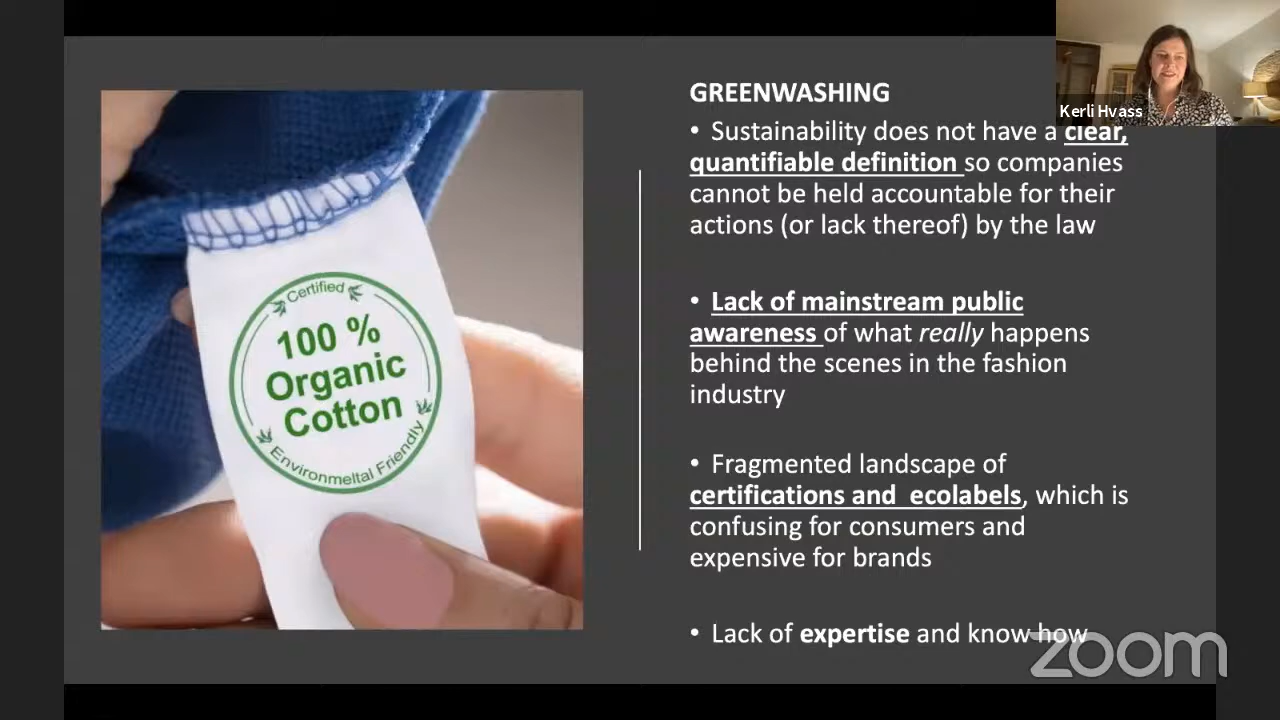 GREENWASHING
• Sustainability does not have a clear,
quantifiable definition so companies
cannot be held accountable for their
actions (or lack thereof) by the law
• Lack of mainstream public
awareness of what really happens
behind the scenes in the fashion
industry
• Fragmented landscape of
certifications and ecolabels, which is
confusing for consumers and
expensive for brands
• Lack of expertise and know how
Certified
100 %
Organic
Cotton
Environmeltal Friendly
Kerli Hvass
zoom